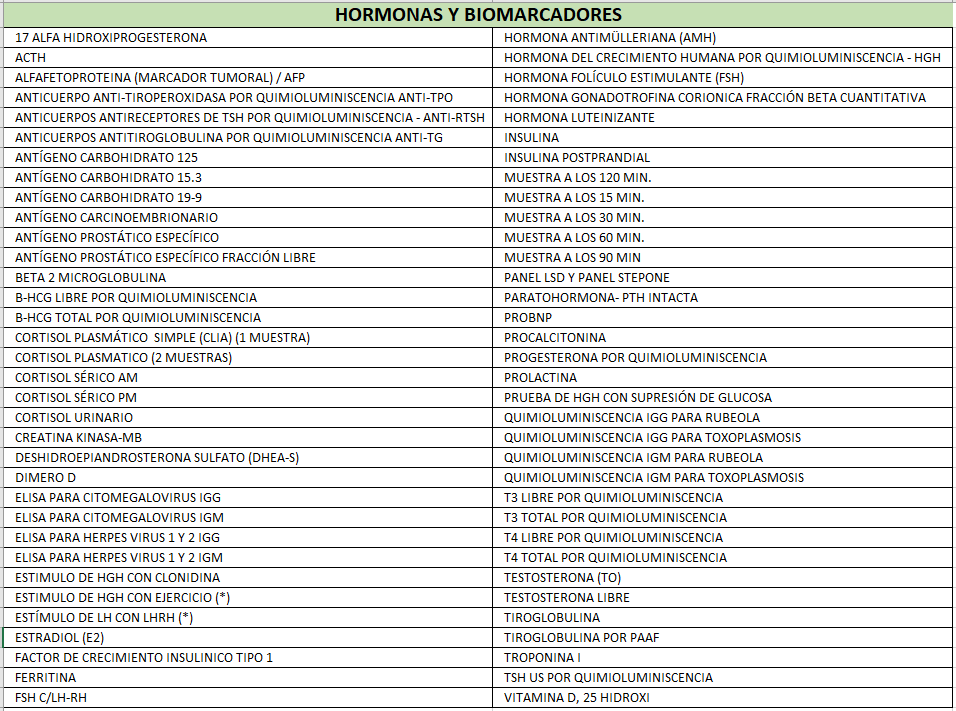 HORMONAS Y BIOMARCADORES
17 ALFA HIDROXIPROGESTERONA
ACTH
ALFAFETOPROTEINA (MARCADOR TUMORAL) / AFP
ANTICUERPO ANTI-TIROPEROXIDASA POR QUIMIOLUMINISCENCIA ANTI-TPO
ANTICUERPOS ANTIRECEPTORES DE TSH POR QUIMIOLUMINISCENCIA - ANTI-RTSH
ANTICUERPOS ANTITIROGLOBULINA POR QUIMIOLUMINISCENCIA ANTI-TG
ANTÍGENO CARBOHIDRATO 125
ANTÍGENO CARBOHIDRATO 15.3
ANTÍGENO CARBOHIDRATO 19-9
ANTÍGENO CARCINOEMBRIONARIO
ANTÍGENO PROSTÁTICO ESPECÍFICO
ANTÍGENO PROSTÁTICO ESPECÍFICO FRACCIÓN LIBRE
BETA 2 MICROGLOBULINA
B-HCG LIBRE POR QUIMIOLUMINISCENCIA
B-HCG TOTAL POR QUIMIOLUMINISCENCIA
CORTISOL PLASMÁTICO  SIMPLE (CLIA) (1 MUESTRA)
CORTISOL PLASMATICO (2 MUESTRAS)
CORTISOL SÉRICO AM
CORTISOL SÉRICO PM
CORTISOL URINARIO
CREATINA KINASA-MB
DESHIDROEPIANDROSTERONA SULFATO (DHEA-S)
DIMERO D
ELISA PARA CITOMEGALOVIRUS IGG
ELISA PARA CITOMEGALOVIRUS IGM
ELISA PARA HERPES VIRUS 1 Y 2 IGG
ELISA PARA HERPES VIRUS 1 Y 2 IGM
ESTIMULO DE HGH CON CLONIDINA
ESTIMULO DE HGH CON EJERCICIO (*)
ESTÍMULO DE LH CON LHRH (*)
ESTRADIOL (E2)
FACTOR DE CRECIMIENTO INSULINICO TIPO 1
FERRITINA
FSH C/LH-RH
HORMONA ANTIMÜLLERIANA (AMH)
HORMONA DEL CRECIMIENTO HUMANA POR QUIMIOLUMINISCENCIA - HGH
HORMONA FOLÍCULO ESTIMULANTE (FSH)
HORMONA GONADOTROFINA CORIONICA FRACCIÓN BETA CUANTITATIVA
HORMONA LUTEINIZANTE
INSULINA
INSULINA POSTPRANDIAL
MUESTRA A LOS 120 MIN.
MUESTRA A LOS 15 MIN.
MUESTRA A LOS 30 MIN.
MUESTRA A LOS 60 MIN.
MUESTRA A LOS 90 MIN
PANEL LSD Y PANEL STEPONE
PARATOHORMONA- PTH INTACTA
PROBNP
PROCALCITONINA
PROGESTERONA POR QUIMIOLUMINISCENCIA
PROLACTINA
PRUEBA DE HGH CON SUPRESIÓN DE GLUCOSA
QUIMIOLUMINISCENCIA IGG PARA RUBEOLA
QUIMIOLUMINISCENCIA IGG PARA TOXOPLASMOSIS
QUIMIOLUMINISCENCIA IGM PARA RUBEOLA
QUIMIOLUMINISCENCIA IGM PARA TOXOPLASMOSIS
T3 LIBRE POR QUIMIOLUMINISCENCIA
T3 TOTAL POR QUIMIOLUMINISCENCIA
T4 LIBRE POR QUIMIOLUMINISCENCIA
T4 TOTAL POR QUIMIOLUMINISCENCIA
TESTOSTERONA (TO)
TESTOSTERONA LIBRE
TIROGLOBULINA
TIROGLOBULINA POR PAAF
TROPONINA I
TSH US POR QUIMIOLUMINISCENCIA
VITAMINA D, 25 HIDROXI